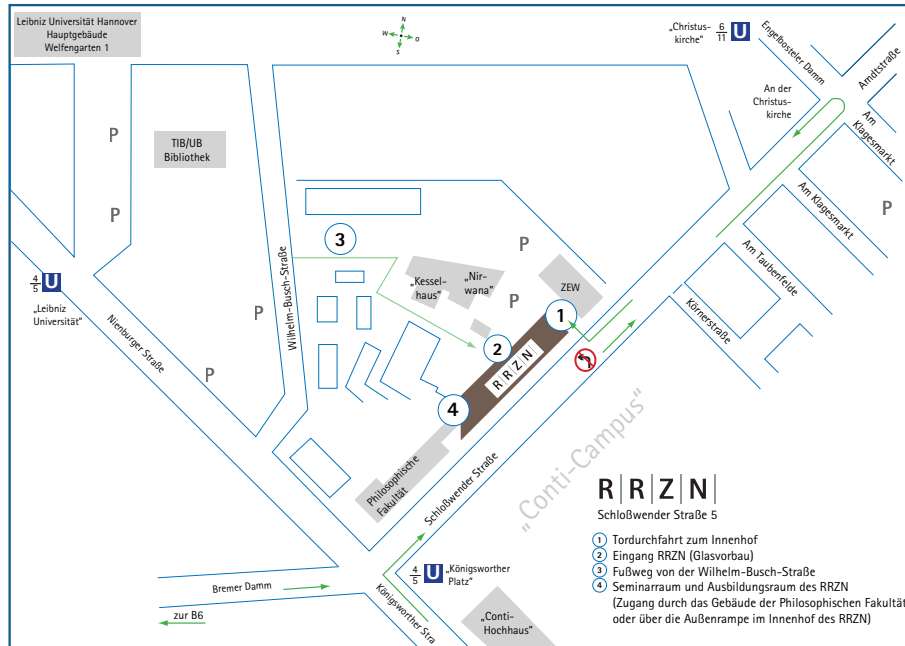 Leibniz Universität Hannover
Hauptgebäude
Welfengarten 1
N
W
O
S
„Christus-
kirche"
6
11
U
Engelbosteler Damm
Arndtstraße
An der
Christus-
kirche
Am
Klagesmarkt
P
TIB/UB
Bibliothek
P
Am Klagesmarkt
P
3
P
Am Taubenfelde
4
5
U
„Leibniz
Universität"
Wilhelm-Busch-Straße
„Kessel-
haus"
„Nir-
wana"
ZEW
P
Körnerstraße
P
1
Nienburger Straße
2
R|R|Z|N|
P
4
„Conti-Campus"
Philosophische
Fakultät
Schloßwender Straße
R|R|Z|N|
Schloßwender Straße 5
1 Tordurchfahrt zum Innenhof
2 Eingang RRZN (Glasvorbau)
3 Fußweg von der Wilhelm-Busch-Straße
4 Seminarraum und Ausbildungsraum des RRZN
(Zugang durch das Gebäude der Philosophischen Fakultät
oder über die Außenrampe im Innenhof des RRZN)
4
5
U
„Königsworther
Platz"
Bremer Damm
Königsworther Stra
zur B6
„Conti-
Hochhaus"